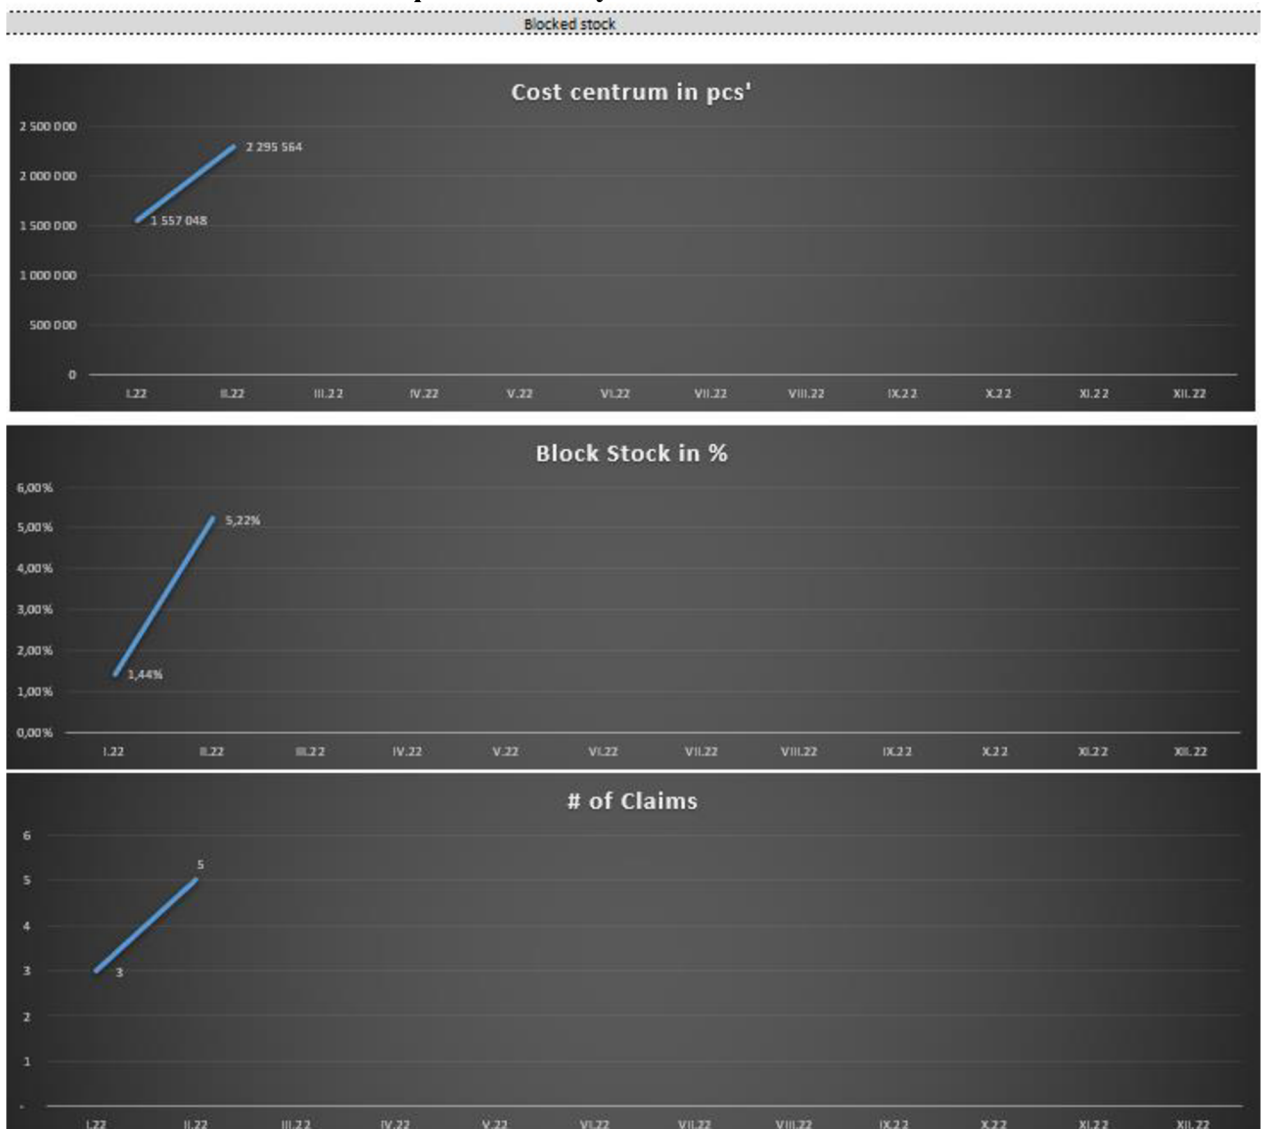 Blocked stock
Cost centrum in pcs'
2 500 000
2 295 564
2 000 000
1 557 048
1 500 000
1 000 000
500 000
0
I.22 II.22 III.22 IV.22 V.22 VI.22 VII.22 VIII.22 IX.22 X.22 XI.22 XII.22
Block Stock in %
6,00%
5,22%
5,00%
4,00%
3,00%
2,00%
1,44%
1,00%
0,00%
I.22 II.22 III.22 IV.22 V.22 VI.22 VII.22 VIII.22 IX.22 X.22 XI.22 XII.22
# of Claims
6
5
5
4
3
3
2
1
-
I.22 II.22 III.22 IV.22 V.22 VI.22 VII.22 VIII.22 IX.22 X.22 XI.22 XII.22